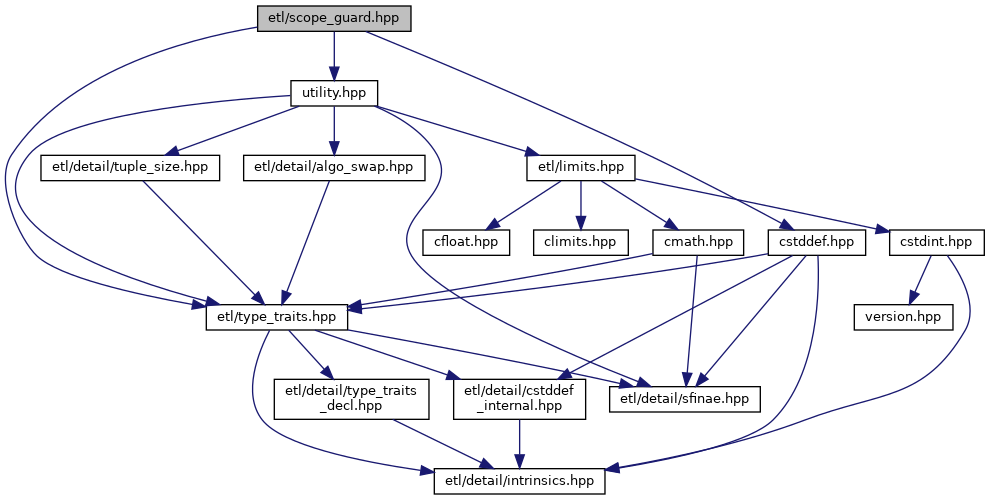 etl/scope_guard.hpp
utility.hpp
etl/detail/tuple_size.hpp
etl/detail/algo_swap.hpp
etl/limits.hpp
cfloat.hpp
climits.hpp
cmath.hpp
cstddef.hpp
cstdint.hpp
etl/type_traits.hpp
version.hpp
etl/detail/type_traits
_decl.hpp
etl/detail/cstddef
_internal.hpp
etl/detail/sfinae.hpp
etl/detail/intrinsics.hpp